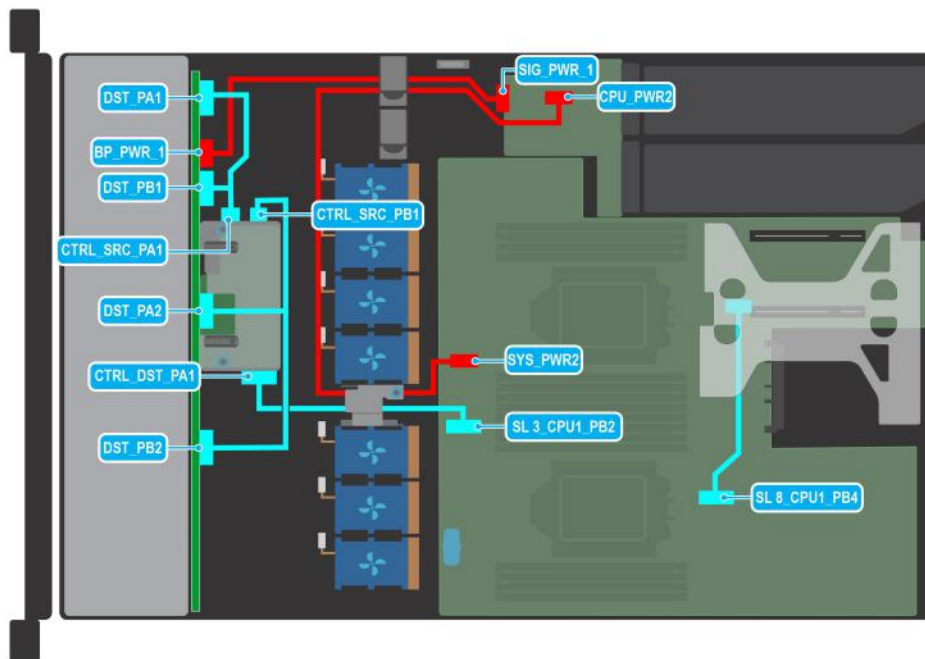 SIG_PWR_1
DST_PA1
CPU_PWR2
BP_PWR_1
DST_PB1
CTRL_SRC_PB1
CTRL_SRC_PA1
DST_PA2
SYS_PWR2
CTRL_DST_PA1
SL 3_CPU1_PB2
DST_PB2
SL 8_CPU1_PB4